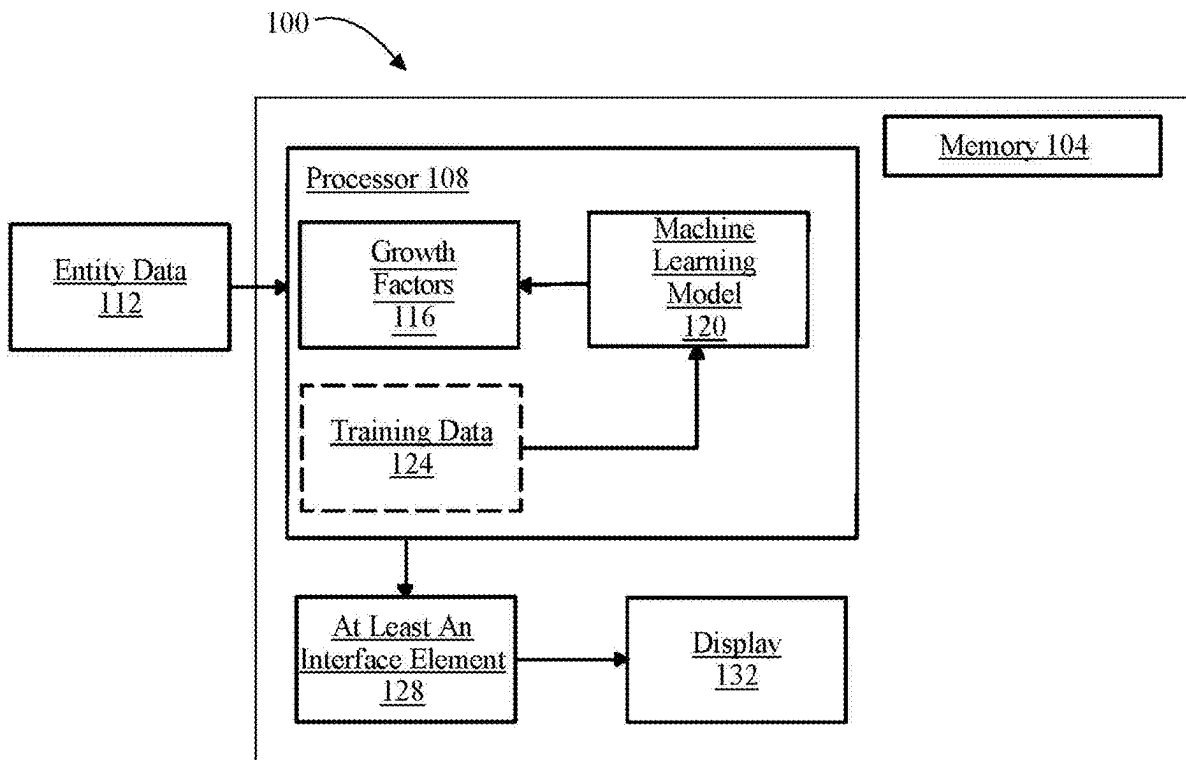 100
Memory 104
Processor 108
Entity Data
112
Growth
Factors
116
Machine
Learning
Model
120
Training Data
124
At Least An
Interface Element
128
Display
132